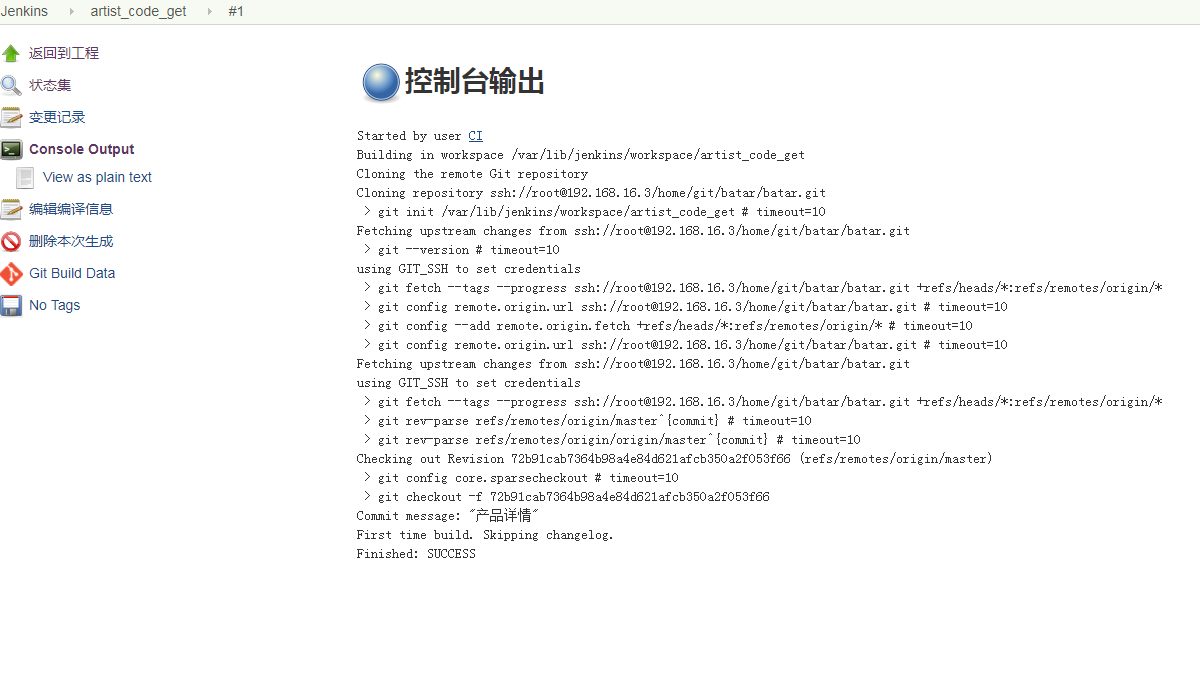 Jenkins artist_code_get #1
返回到工程
状态集
变更记录
Console Output
View as plain text
编辑编译信息
删除本次生成
Git Build Data
No Tags
控制台输出
Started by user CI
Building in workspace /var/lib/jenkins/workspace/artist_code_get
Cloning the remote Git repository
Cloning repository ssh://root@192.168.16.3/home/git/batar/batar.git
 > git init /var/lib/jenkins/workspace/artist_code_get # timeout=10
Fetching upstream changes from ssh://root@192.168.16.3/home/git/batar/batar.git
 > git --version # timeout=10
using GIT_SSH to set credentials
 > git fetch --tags --progress ssh://root@192.168.16.3/home/git/batar/batar.git +refs/heads/*:refs/remotes/origin/*
 > git config remote.origin.url ssh://root@192.168.16.3/home/git/batar/batar.git # timeout=10
 > git config --add remote.origin.fetch +refs/heads/*:refs/remotes/origin/* # timeout=10
 > git config remote.origin.url ssh://root@192.168.16.3/home/git/batar/batar.git # timeout=10
Fetching upstream changes from ssh://root@192.168.16.3/home/git/batar/batar.git
using GIT_SSH to set credentials
 > git fetch --tags --progress ssh://root@192.168.16.3/home/git/batar/batar.git +refs/heads/*:refs/remotes/origin/*
 > git rev-parse refs/remotes/origin/master^{commit} # timeout=10
 > git rev-parse refs/remotes/origin/origin/master^{commit} # timeout=10
Checking out Revision 72b91cab7364b98a4e84d621afcb350a2f053f66 (refs/remotes/origin/master)
 > git config core.sparsecheckout # timeout=10
 > git checkout -f 72b91cab7364b98a4e84d621afcb350a2f053f66
Commit message: "产品详情"
First time build. Skipping changelog.
Finished: SUCCESS